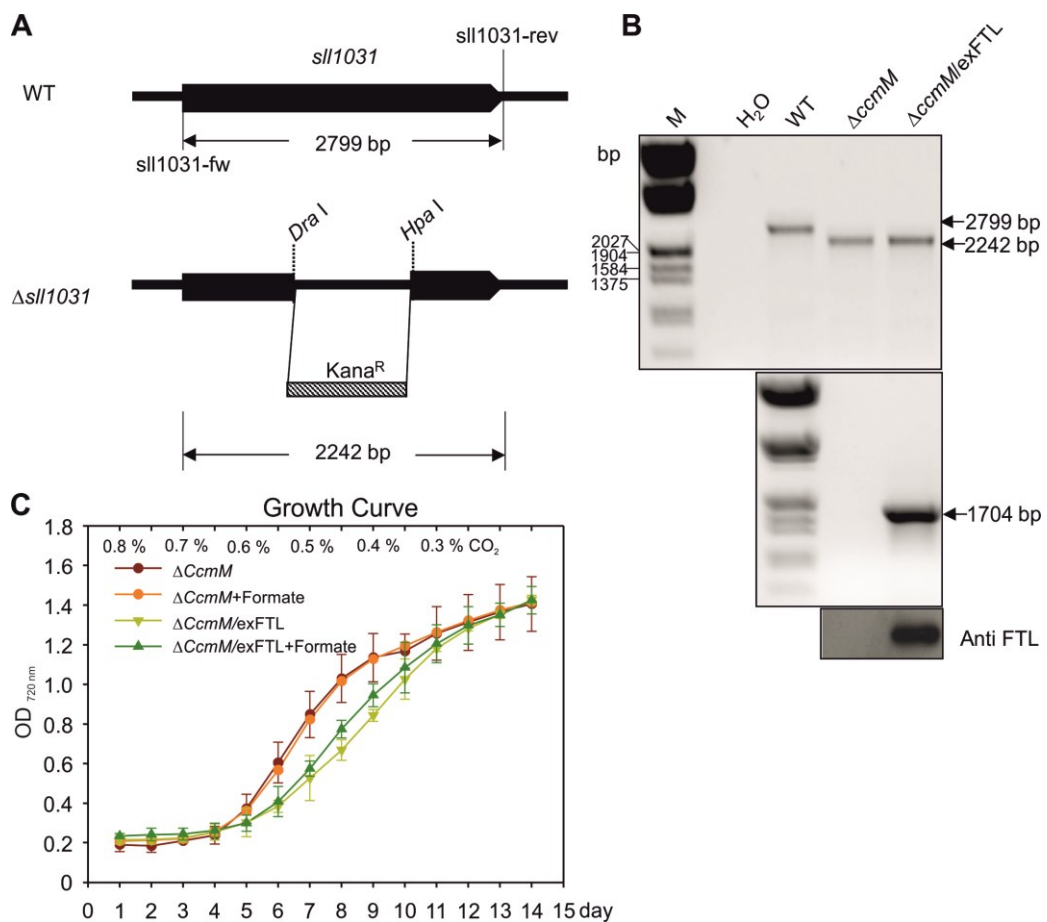 A
sll1031-rev
sll1031
WT
2799 bp
sll1031-fw
Dra I
Hpa I
Δsll1031
Kana^R
2242 bp
B
M
H₂O
WT
ΔccmM
ΔccmM/exFTL
bp
2799 bp
2242 bp
2027
1904
1584
1375
1704 bp
Anti FTL
C
Growth Curve
0.8 % 0.7 % 0.6 % 0.5 % 0.4 % 0.3 % CO₂
ΔCcmM
ΔCcmM+Formate
ΔCcmM/exFTL
ΔCcmM/exFTL+Formate
OD 720 nm
1.8
1.6
1.4
1.2
1.0
0.8
0.6
0.4
0.2
0
0 1 2 3 4 5 6 7 8 9 10 11 12 13 14 15 day